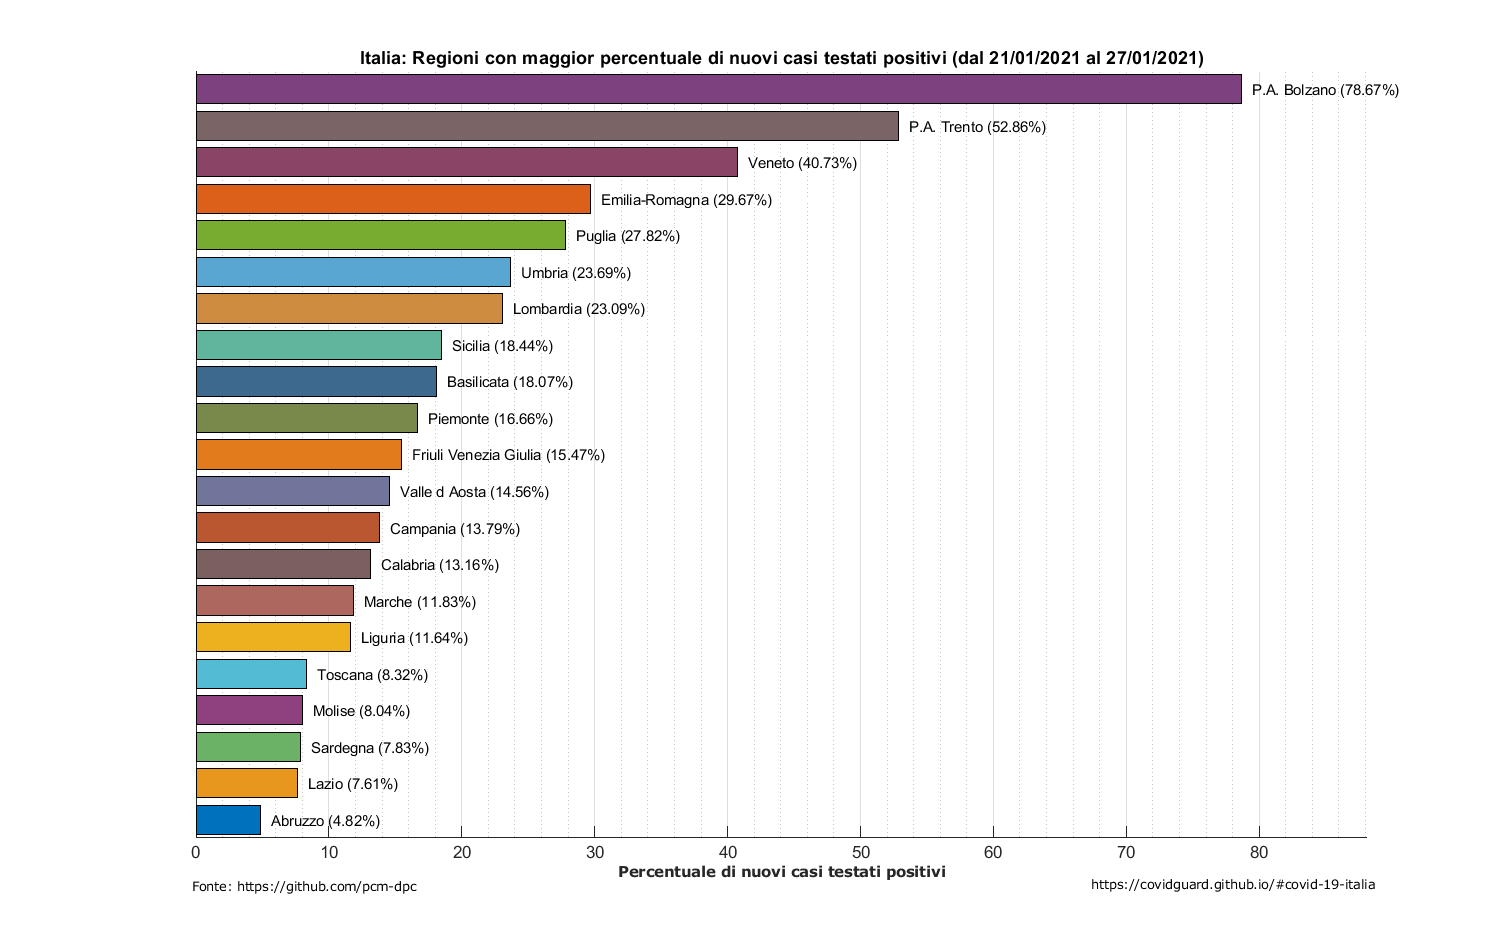 Italia: Regioni con maggior percentuale di nuovi casi testati positivi (dal 21/01/2021 al 27/01/2021)
P.A. Bolzano (78.67%)
P.A. Trento (52.86%)
Veneto (40.73%)
Emilia-Romagna (29.67%)
Puglia (27.82%)
Umbria (23.69%)
Lombardia (23.09%)
Sicilia (18.44%)
Basilicata (18.07%)
Piemonte (16.66%)
Friuli Venezia Giulia (15.47%)
Valle d Aosta (14.56%)
Campania (13.79%)
Calabria (13.16%)
Marche (11.83%)
Liguria (11.64%)
Toscana (8.32%)
Molise (8.04%)
Sardegna (7.83%)
Lazio (7.61%)
Abruzzo (4.82%)
0 10 20 30 40 50 60 70 80
Percentuale di nuovi casi testati positivi
Fonte: https://github.com/pcm-dpc
https://covidguard.github.io/#covid-19-italia